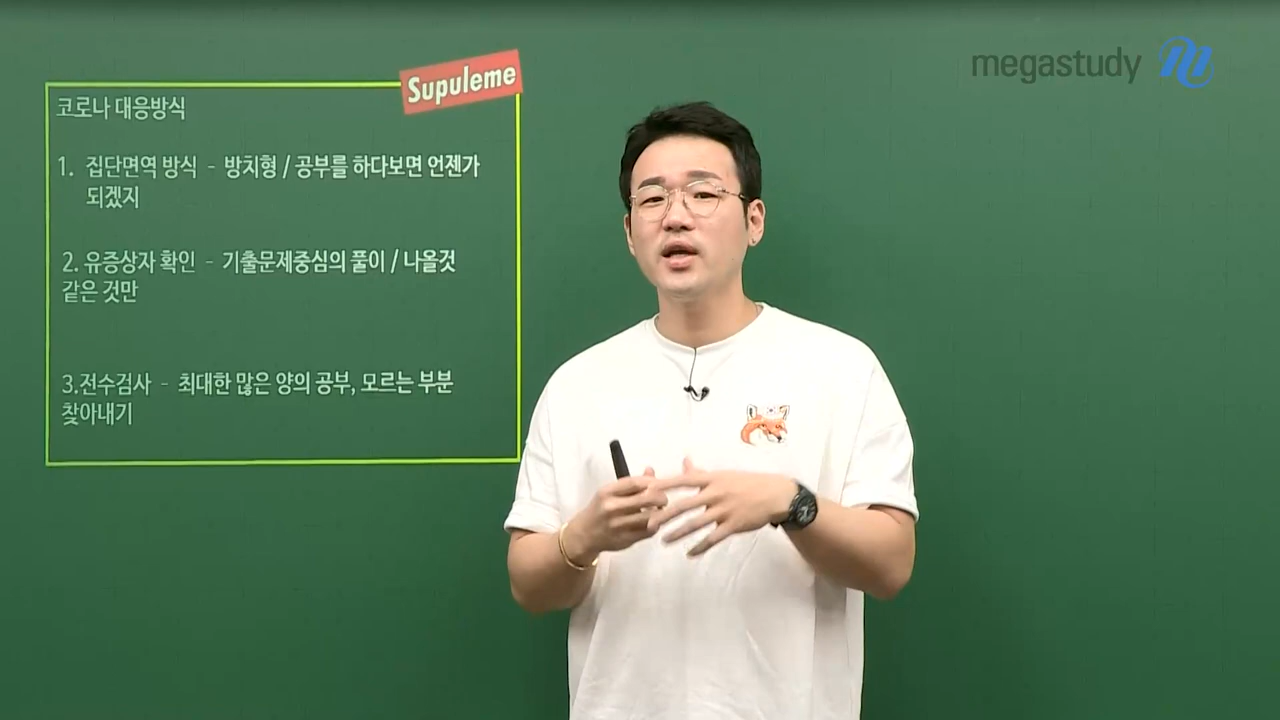 megastudy
Supuleme
코로나 대응방식
1. 집단면역 방식 - 방치형 / 공부를 하다보면 언젠가
되겠지
2. 유증상자 확인 - 기출문제중심의 풀이 / 나올것
같은 것만
3.전수검사 - 최대한 많은 양의 공부, 모르는 부분
찾아내기